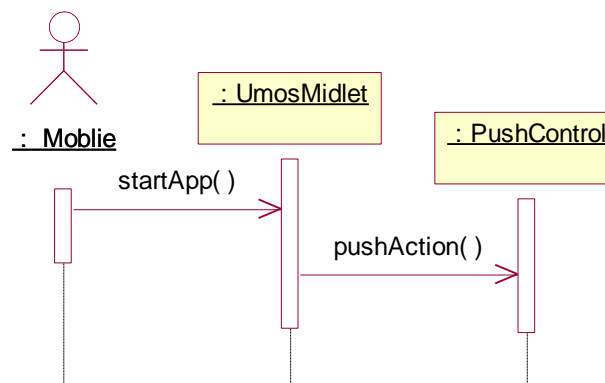 : UmosMidlet
: Moblie
: PushControl
startApp( )
pushAction( )